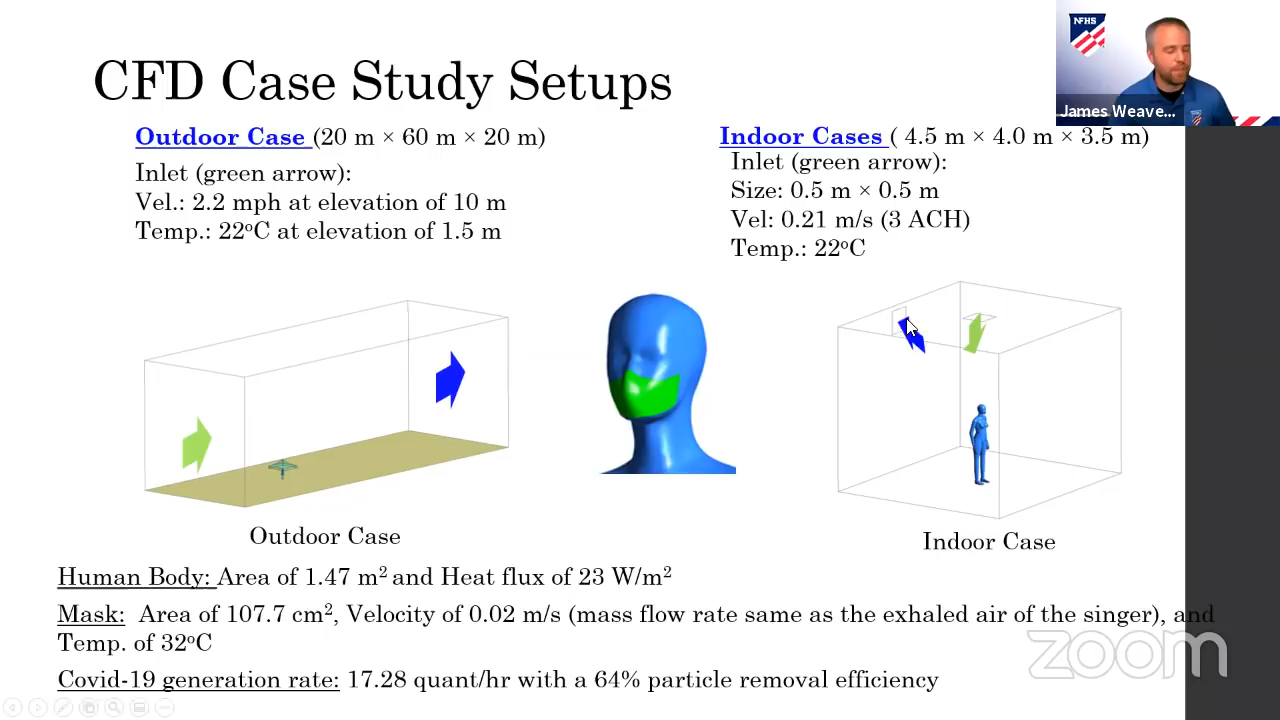 CFD Case Study Setups
NFHS
James Weave...
Outdoor Case (20 m × 60 m × 20 m)
Inlet (green arrow):
Vel.: 2.2 mph at elevation of 10 m
Temp.: 22ºC at elevation of 1.5 m
Indoor Cases ( 4.5 m × 4.0 m × 3.5 m)
Inlet (green arrow):
Size: 0.5 m × 0.5 m
Vel: 0.21 m/s (3 ACH)
Temp.: 22ºC
Outdoor Case
Indoor Case
Human Body: Area of 1.47 m² and Heat flux of 23 W/m²
Mask: Area of 107.7 cm², Velocity of 0.02 m/s (mass flow rate same as the exhaled air of the singer), and
Temp. of 32ºC
Covid-19 generation rate: 17.28 quant/hr with a 64% particle removal efficiency
zoom